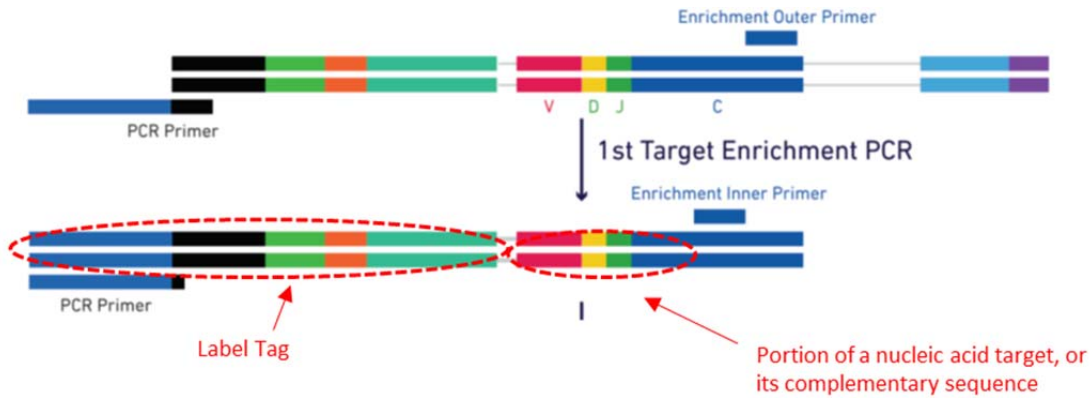 Enrichment Outer Primer
V D J C
PCR Primer
1st Target Enrichment PCR
Enrichment Inner Primer
PCR Primer
Label Tag
Portion of a nucleic acid target, or
its complementary sequence